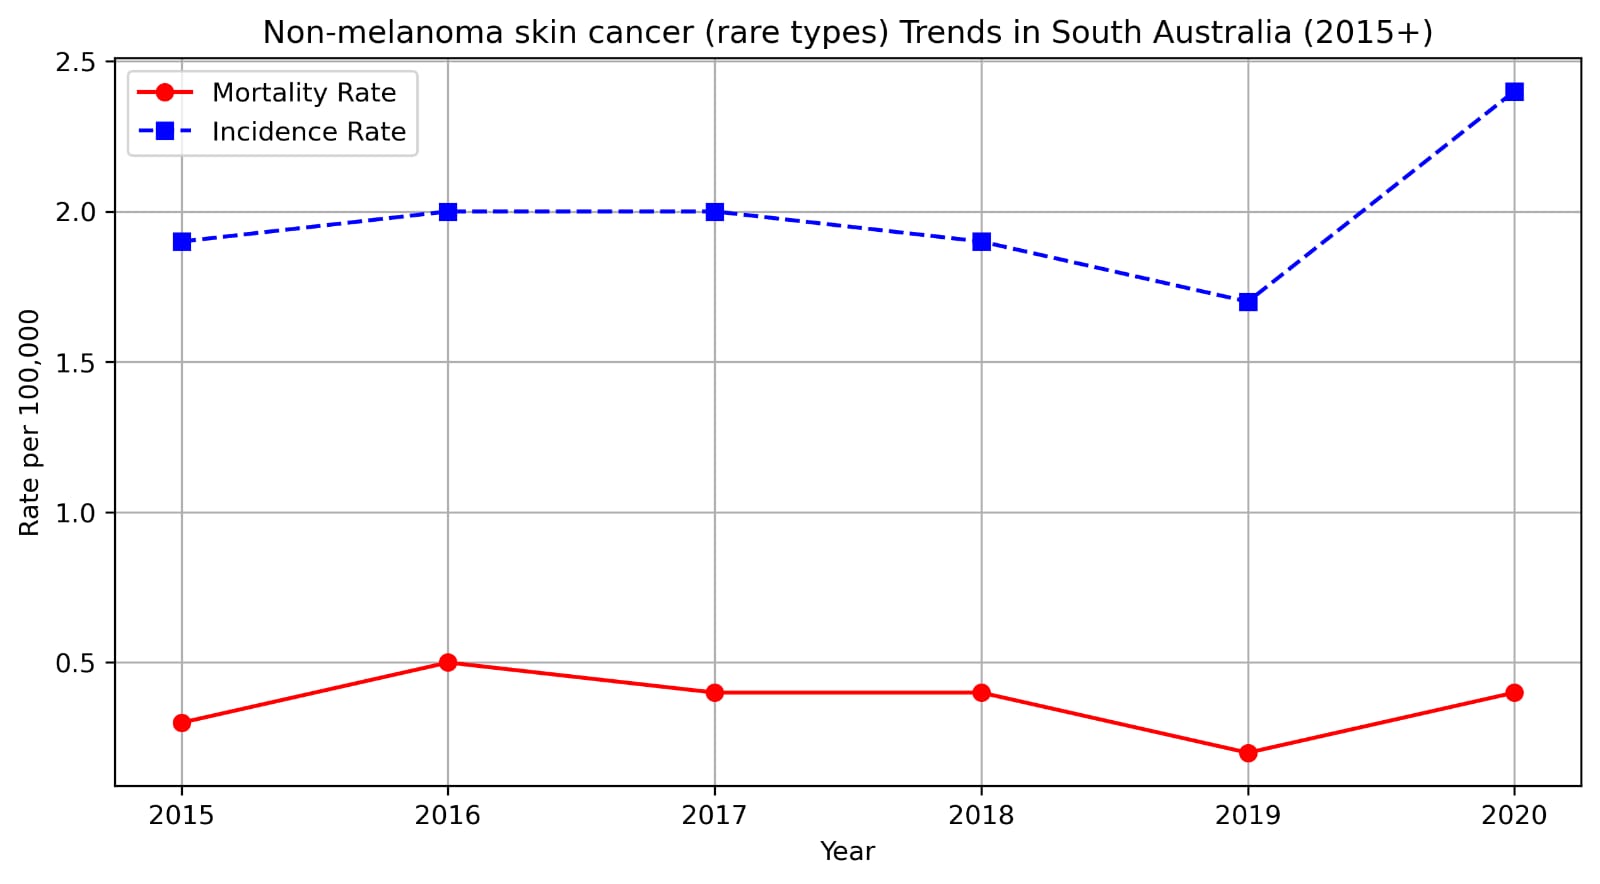 Non-melanoma skin cancer (rare types) Trends in South Australia (2015+)
Mortality Rate
Incidence Rate
Rate per 100,000
2.5
2.0
1.5
1.0
0.5
2015 2016 2017 2018 2019 2020
Year